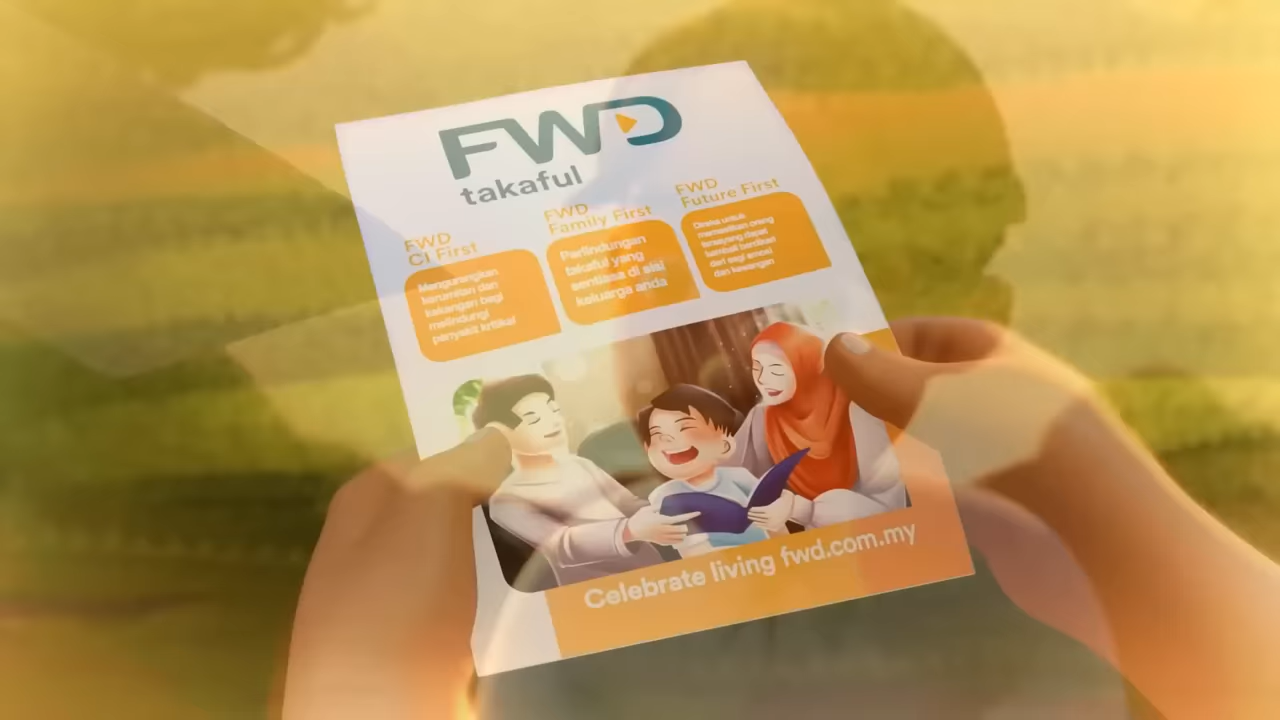 FWD
takaful
FWD
CI First
Mengurangkan
kerumitan dan
kekangan bagi
melindungi
penyakit kritikal
FWD
Family First
Perlindungan
takaful yang
sentiasa di sisi
keluarga anda
FWD
Future First
Direka untuk
memastikan orang
tersayang dapat
kembali berdikari
dari segi emosi
dan kewangan
Celebrate living fwd.com.my